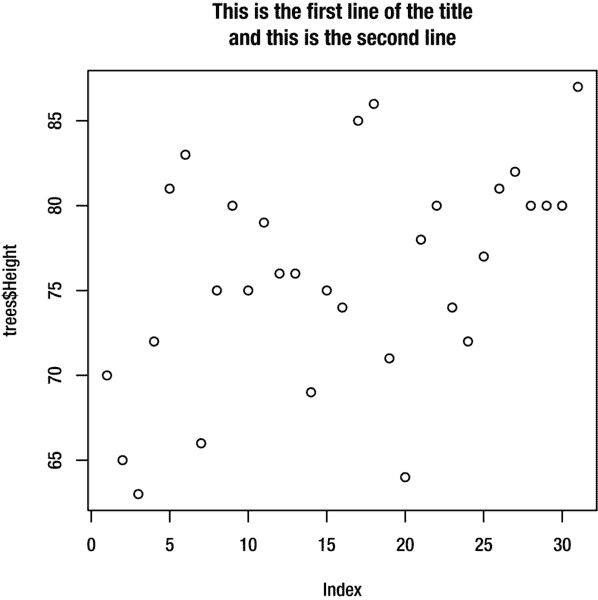 This is the first line of the title
and this is the second line
85
80
75
70
65
trees$Height
0 5 10 15 20 25 30
Index